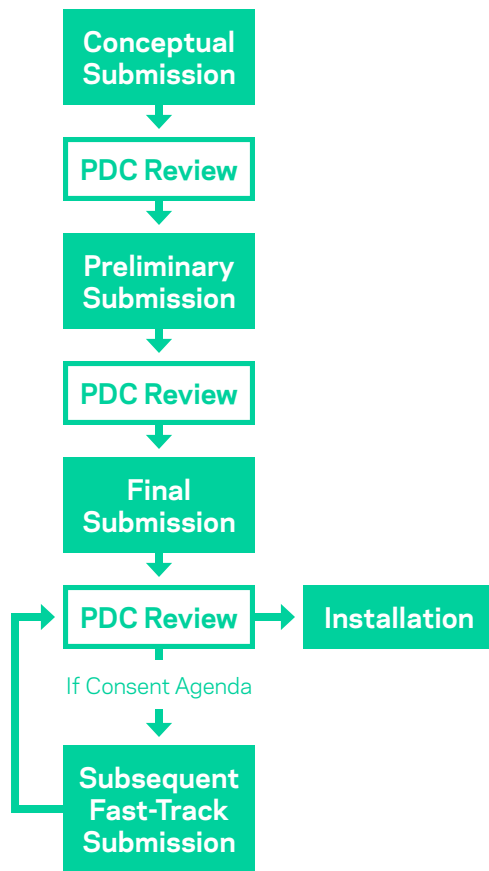 Conceptual
Submission
PDC Review
Preliminary
Submission
PDC Review
Final
Submission
PDC Review
Installation
If Consent Agenda
Subsequent
Fast-Track
Submission